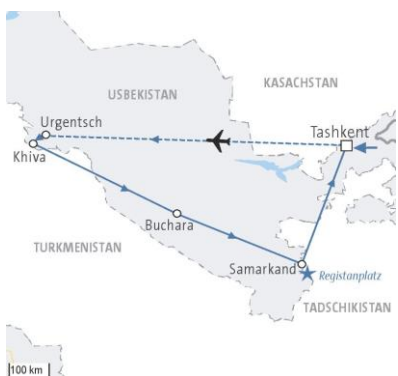 KASACHSTAN
USBEKISTAN
Urgentsch
Tashkent
Khiva
Buchara
TURKMENISTAN
Samarkand
Registanplatz
TADSCHIKISTAN
100 km